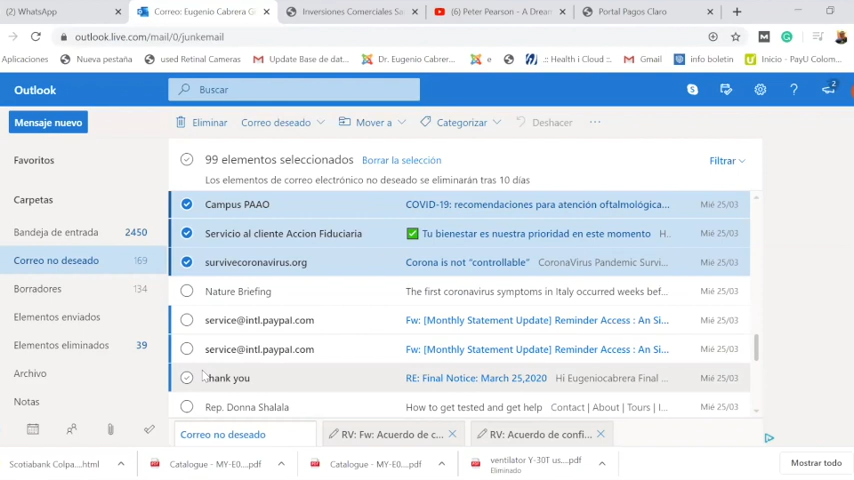 (2) WhatsApp
Correo: Eugenio Cabrera G
Inversiones Comerciales Sa
(6) Peter Pearson - A Dream
Portal Pagos Claro
outlook.live.com/mail/0/junkemail
Aplicaciones
Nueva pestaña
used Retinal Cameras
Update Base de dat...
Dr. Eugenio Cabrer...
e
.:: Health i Cloud ::.
Gmail
info boletin
Inicio - PayU Colom...
Outlook
Buscar
2
Mensaje nuevo
Eliminar
Correo deseado
Mover a
Categorizar
Deshacer
...
Favoritos
Carpetas
Bandeja de entrada 2450
Correo no deseado 169
Borradores 134
Elementos enviados
Elementos eliminados 39
Archivo
Notas
99 elementos seleccionados Borrar la selección
Filtrar
Los elementos de correo electrónico no deseado se eliminarán tras 10 días
Campus PAAO COVID-19: recomendaciones para atención oftalmológica... Mié 25/03
Servicio al cliente Accion Fiduciaria ✅ Tu bienestar es nuestra prioridad en este momento H.. Mié 25/03
survivecoronavirus.org Corona is not "controllable" CoronaVirus Pandemic Survi... Mié 25/03
Nature Briefing The first coronavirus symptoms in Italy occurred weeks bef... Mié 25/03
service@intl.paypal.com Fw: [Monthly Statement Update] Reminder Access : An Si... Mié 25/03
service@intl.paypal.com Fw: [Monthly Statement Update] Reminder Access : An Si... Mié 25/03
hank you RE: Final Notice: March 25,2020 Hi Eugeniocabrera Final ... Mié 25/03
Rep. Donna Shalala How to get tested and get help Contact | About | Tours | I... Mié 25/03
Correo no deseado
RV: Fw: Acuerdo de c...
RV: Acuerdo de confi...
Scotiabank Colpa....html
Catalogue - MY-E0....pdf
Catalogue - MY-E0....pdf
ventilator Y-30T us....pdf
Eliminado
Mostrar todo